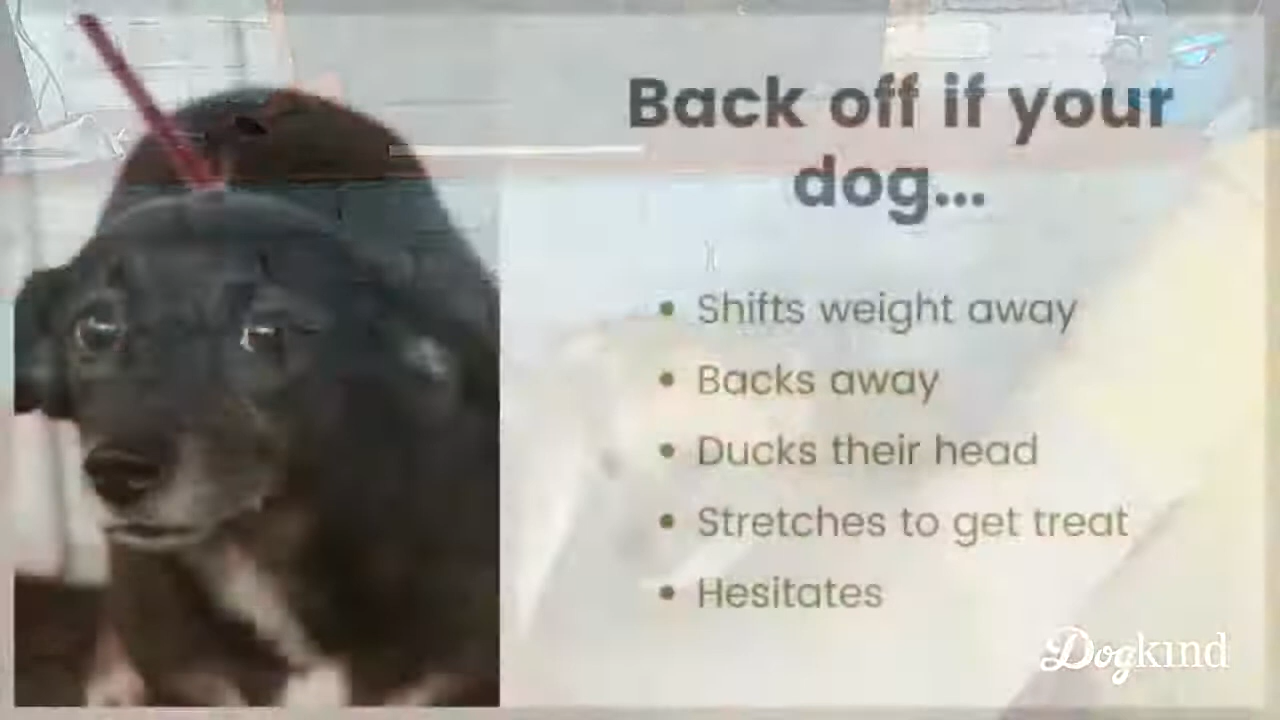 Back off if your
dog...
• Shifts weight away
• Backs away
• Ducks their head
• Stretches to get treat
• Hesitates
Dogkind